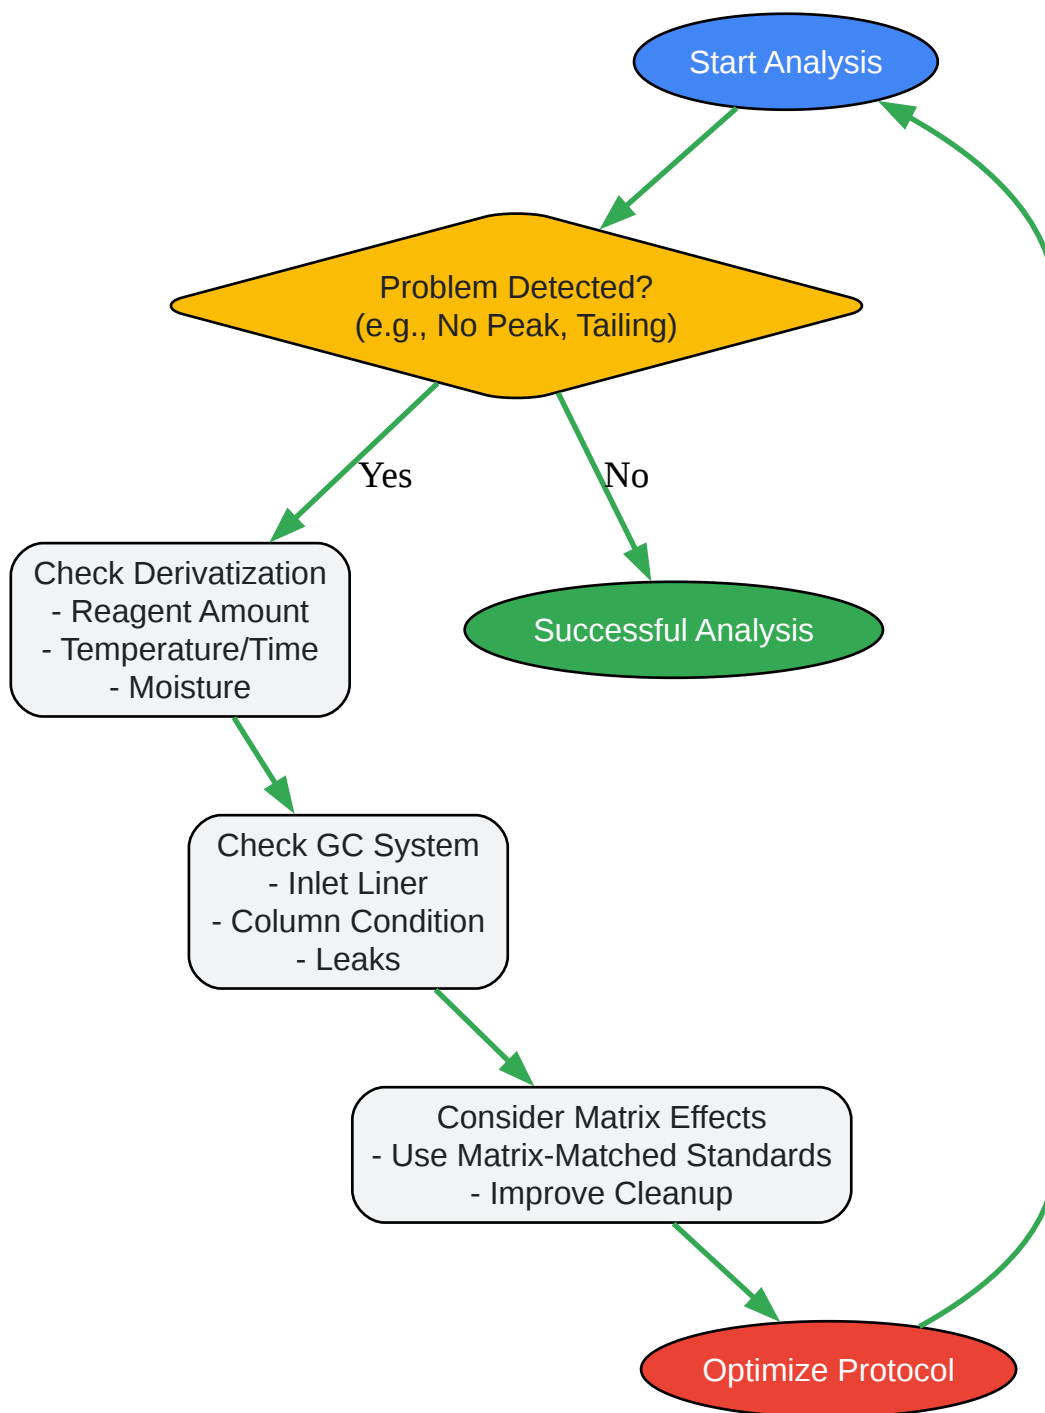 Start Analysis
Problem Detected?
(e.g., No Peak, Tailing)
Yes
No
Check Derivatization
- Reagent Amount
- Temperature/Time
- Moisture
Successful Analysis
Check GC System
- Inlet Liner
- Column Condition
- Leaks
Consider Matrix Effects
- Use Matrix-Matched Standards
- Improve Cleanup
Optimize Protocol